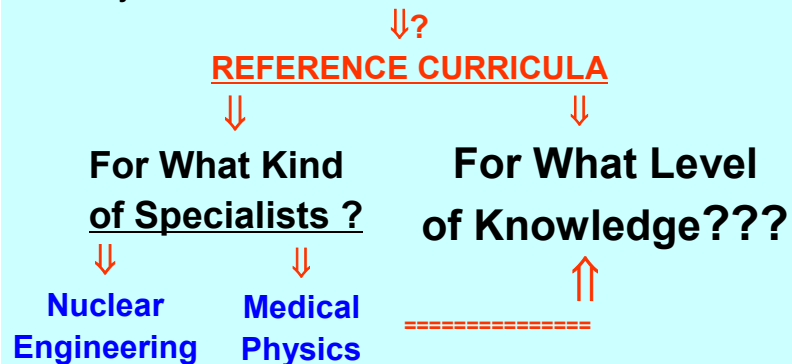 ⇓?
REFERENCE CURRICULA
⇓ ⇓
For What Kind
of Specialists ?
For What Level
of Knowledge???
⇓ ⇓ ⇑
Nuclear
Engineering
Medical
Physics
===============